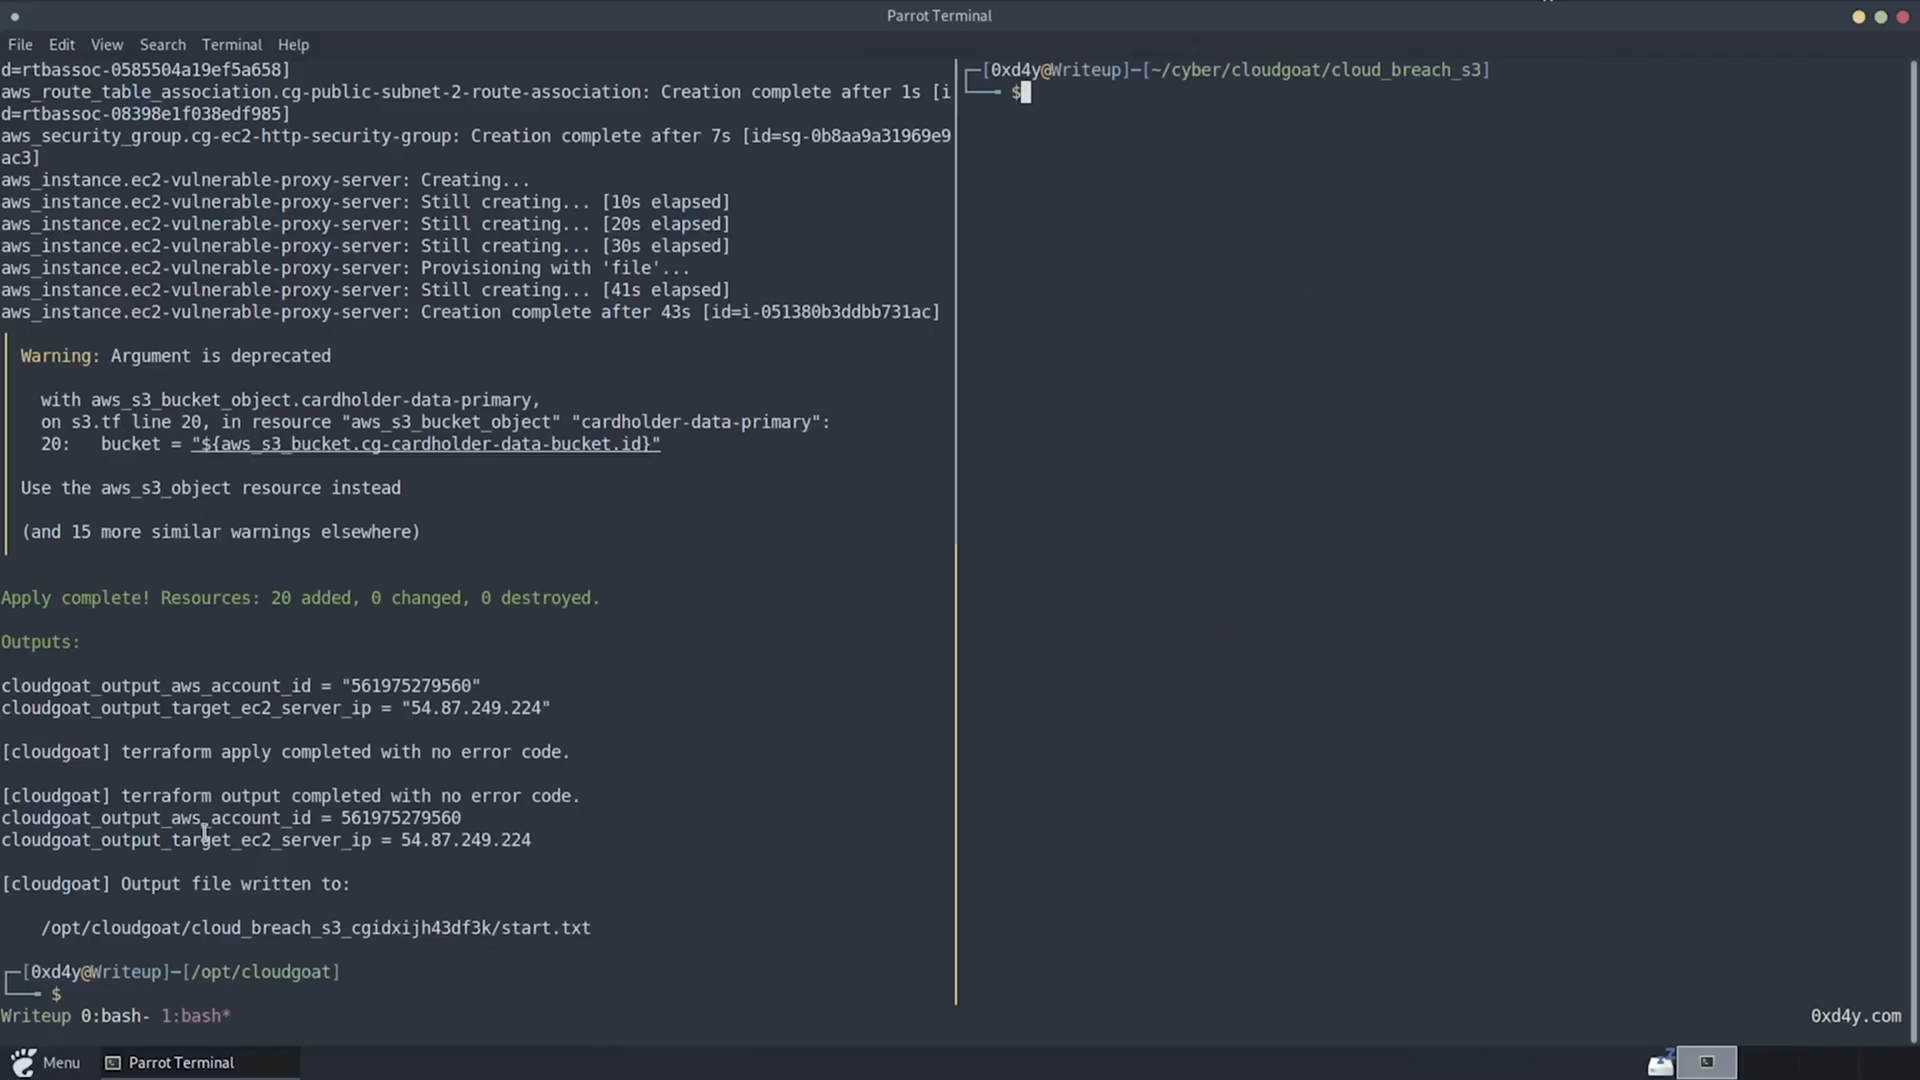 Parrot Terminal
File Edit View Search Terminal Help
d=rtbassoc-0585504a19ef5a658]
aws_route_table_association.cg-public-subnet-2-route-association: Creation complete after 1s [i
d=rtbassoc-08398e1f038edf985]
aws_security_group.cg-ec2-http-security-group: Creation complete after 7s [id=sg-0b8aa9a31969e9
ac3]
aws_instance.ec2-vulnerable-proxy-server: Creating...
aws_instance.ec2-vulnerable-proxy-server: Still creating... [10s elapsed]
aws_instance.ec2-vulnerable-proxy-server: Still creating... [20s elapsed]
aws_instance.ec2-vulnerable-proxy-server: Still creating... [30s elapsed]
aws_instance.ec2-vulnerable-proxy-server: Provisioning with 'file'...
aws_instance.ec2-vulnerable-proxy-server: Still creating... [41s elapsed]
aws_instance.ec2-vulnerable-proxy-server: Creation complete after 43s [id=i-051380b3ddbb731ac]
Warning: Argument is deprecated
with aws_s3_bucket_object.cardholder-data-primary,
on s3.tf line 20, in resource "aws_s3_bucket_object" "cardholder-data-primary":
20: bucket = "${aws_s3_bucket.cg-cardholder-data-bucket.id}"
Use the aws_s3_object resource instead
(and 15 more similar warnings elsewhere)
Apply complete! Resources: 20 added, 0 changed, 0 destroyed.
Outputs:
cloudgoat_output_aws_account_id = "561975279560"
cloudgoat_output_target_ec2_server_ip = "54.87.249.224"
[cloudgoat] terraform apply completed with no error code.
[cloudgoat] terraform output completed with no error code.
cloudgoat_output_aws_account_id = 561975279560
cloudgoat_output_target_ec2_server_ip = 54.87.249.224
[cloudgoat] Output file written to:
/opt/cloudgoat/cloud_breach_s3_cgidxijh43df3k/start.txt
[0xd4y@Writeup]-[/opt/cloudgoat]
$
[0xd4y@Writeup]-[~/cyber/cloudgoat/cloud_breach_s3]
$
Writeup 0:bash- 1:bash*
0xd4y.com
Menu Parrot Terminal